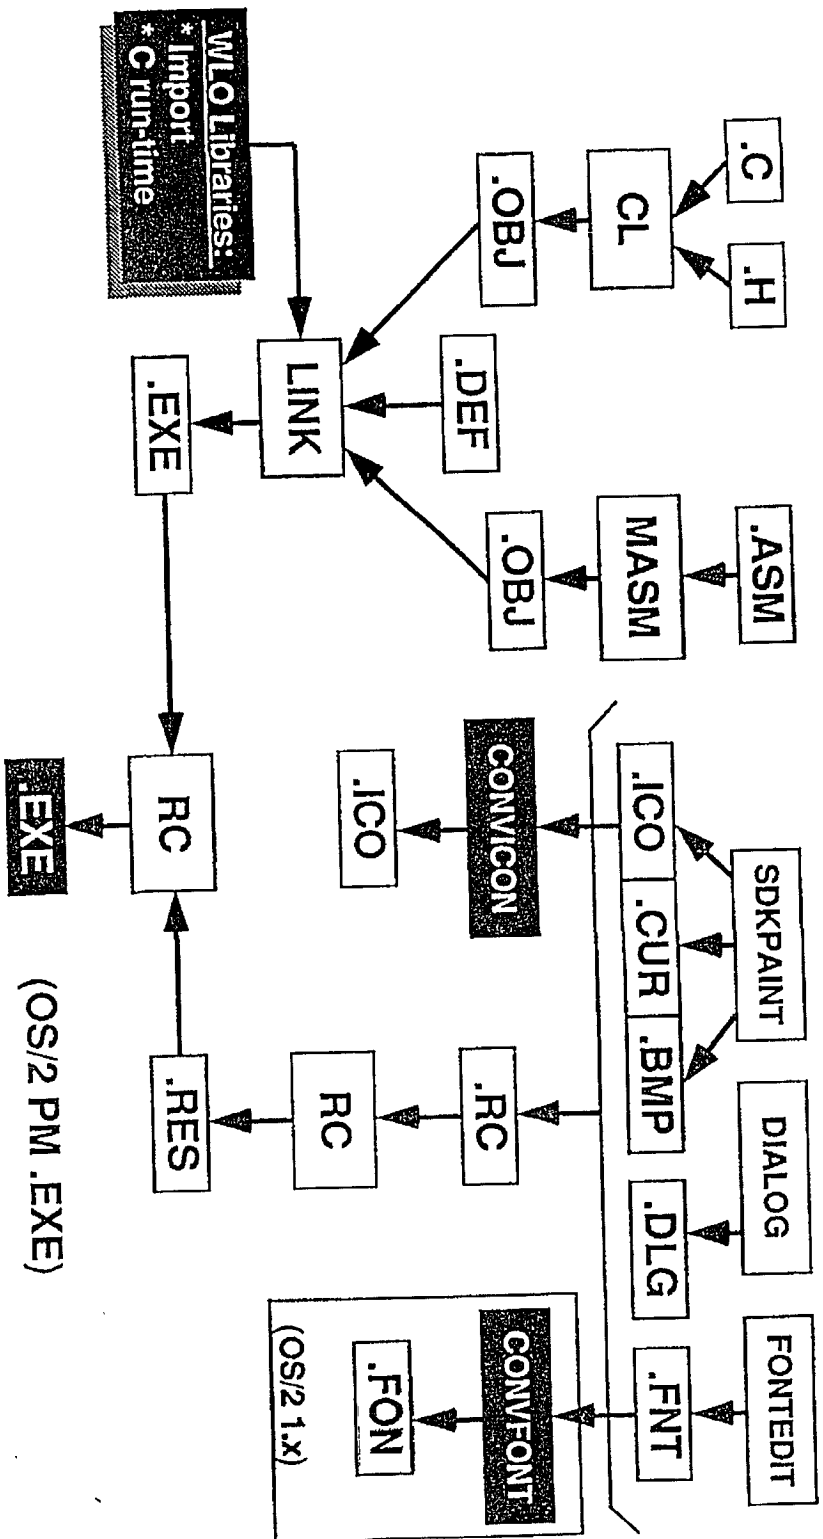 .C
.H
.ASM
SDKPAINT
DIALOG
FONTEDIT
CL
MASM
.ICO
.CUR
.BMP
.DLG
.FNT
.OBJ
.DEF
.OBJ
CONVICON
.RC
CONVFONT
.ICO
.FON
LINK
RC
(OS/2 1.x)
WLO Libraries:
* Import
* C run-time
.EXE
RC
.RES
.EXE
(OS/2 PM .EXE)